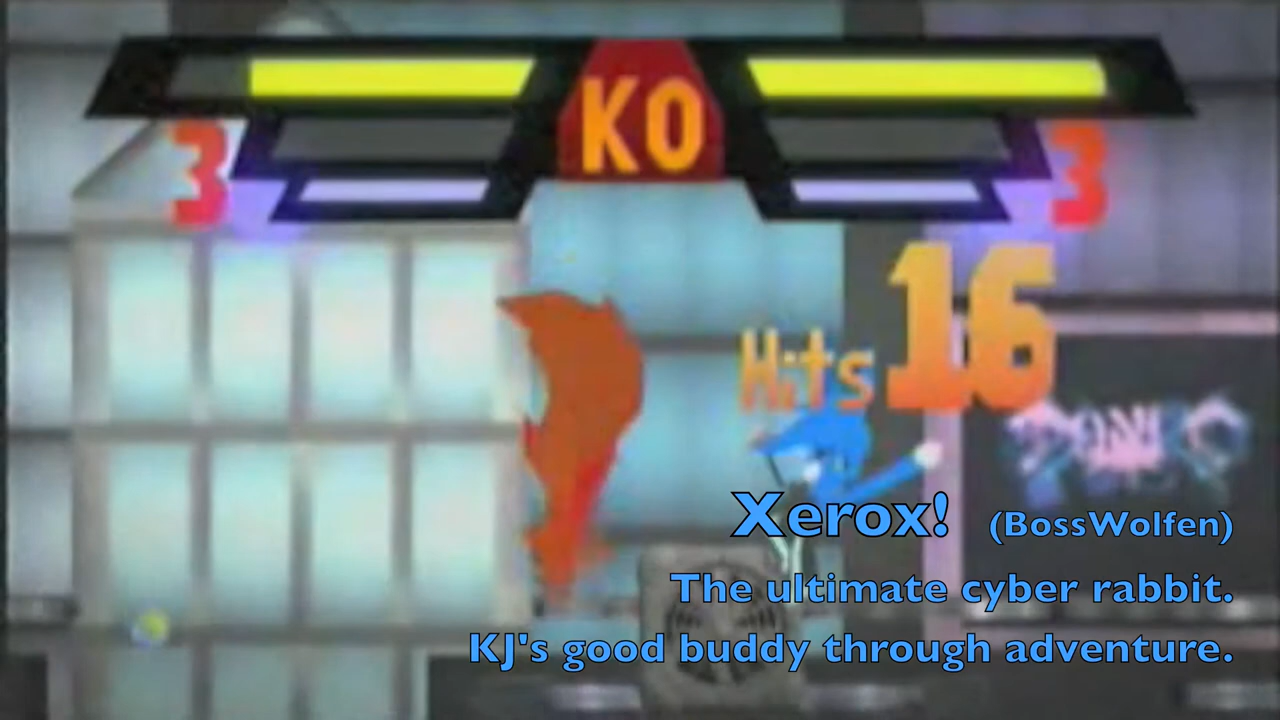 KO
3 3
Hits 16
Xerox! (BossWolfen)
The ultimate cyber rabbit.
KJ's good buddy through adventure.